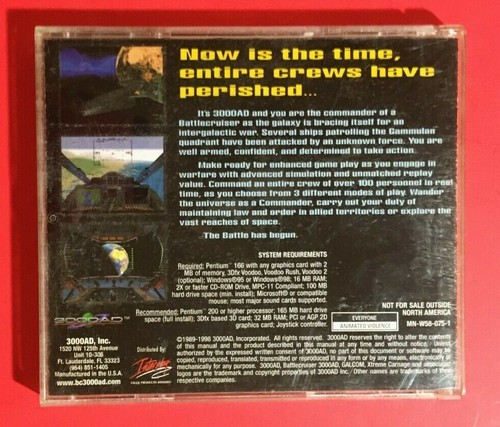 Now is the time,
entire crews have
perished...
It's 3000AD and you are the commander of a
Battlecruiser as the galaxy is bracing itself for an
Intergalactic war. Several ships patrolling the Gammulan
quadrant have been attacked by an unknown force. You are
well armed, confident, and determined to take action.
Make ready for enhanced game play as you engage in
warfare with advanced simulation and unmatched replay
value. Command an entire crew of over 100 personnel in real
time, as you choose from 3 different modes of play. Wander
the universe as a Commander, carry out your duty of
maintaining law and order in allied territories or explore the
vast reaches of space.
The Battle has begun.
SYSTEM REQUIREMENTS
Required: Pentium 166 with any graphics card with 2
MB of memory, 3Dfx Voodoo, Voodoo Rush, Voodoo 2
(optional); Windows®95 or Windows®98; 16 MB RAM;
2X or faster CD-ROM Drive, MPC-11 Compliant; 100 MB
hard drive space (min. install); Microsoft® or compatible
mouse; most major sound cards supported.
Recommended: Pentium 200 or higher processor; 165 MB hard drive
space (full install); 3Dfx based 3D card; 32 MB RAM; PCI or AGP 2D
graphics card; Joystick controller.
3000AD
3000AD, Inc.
1520 NW 125th Avenue
Unit 10-306
Ft. Lauderdale, FL 33323
(954) 851-1405
Manufactured in the U.S.A.
www.bc3000ad.com
Distributed by:
Interplay
EVERYONE
ANIMATED VIOLENCE
NOT FOR SALE OUTSIDE
NORTH AMERICA
MN-W58-075-1
©1989-1998 3000AD, Incorporated. All rights reserved. 3000AD reserves the right to alter the contents
of this manual and the product described in this manual at any time and without notice. Unless
authorized by the expressed written consent of 3000AD, no part of this document or software may be
copied, reproduced, translated, transmitted or reproduced in any form or by any means, electronically or
mechanically for any purpose. 3000AD, Battlecruiser 3000AD, GALCOM, Xtreme Carnage and associated
logos are the trademark and copyright properties of 3000AD Inc. Other names are trademarks of their
respective companies.